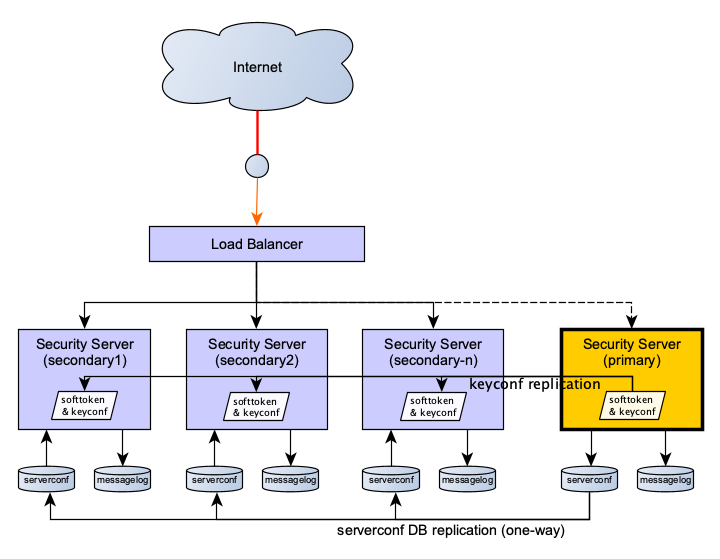 Internet
Load Balancer
Security Server
(secondary1)
Security Server
(secondary2)
Security Server
(secondary-n)
Security Server
(primary)
keyconf replication
softtoken
& keyconf
softtoken
& keyconf
softtoken
& keyconf
softtoken
& keyconf
serverconf
messagelog
serverconf
messagelog
serverconf
messagelog
serverconf
messagelog
serverconf DB replication (one-way)